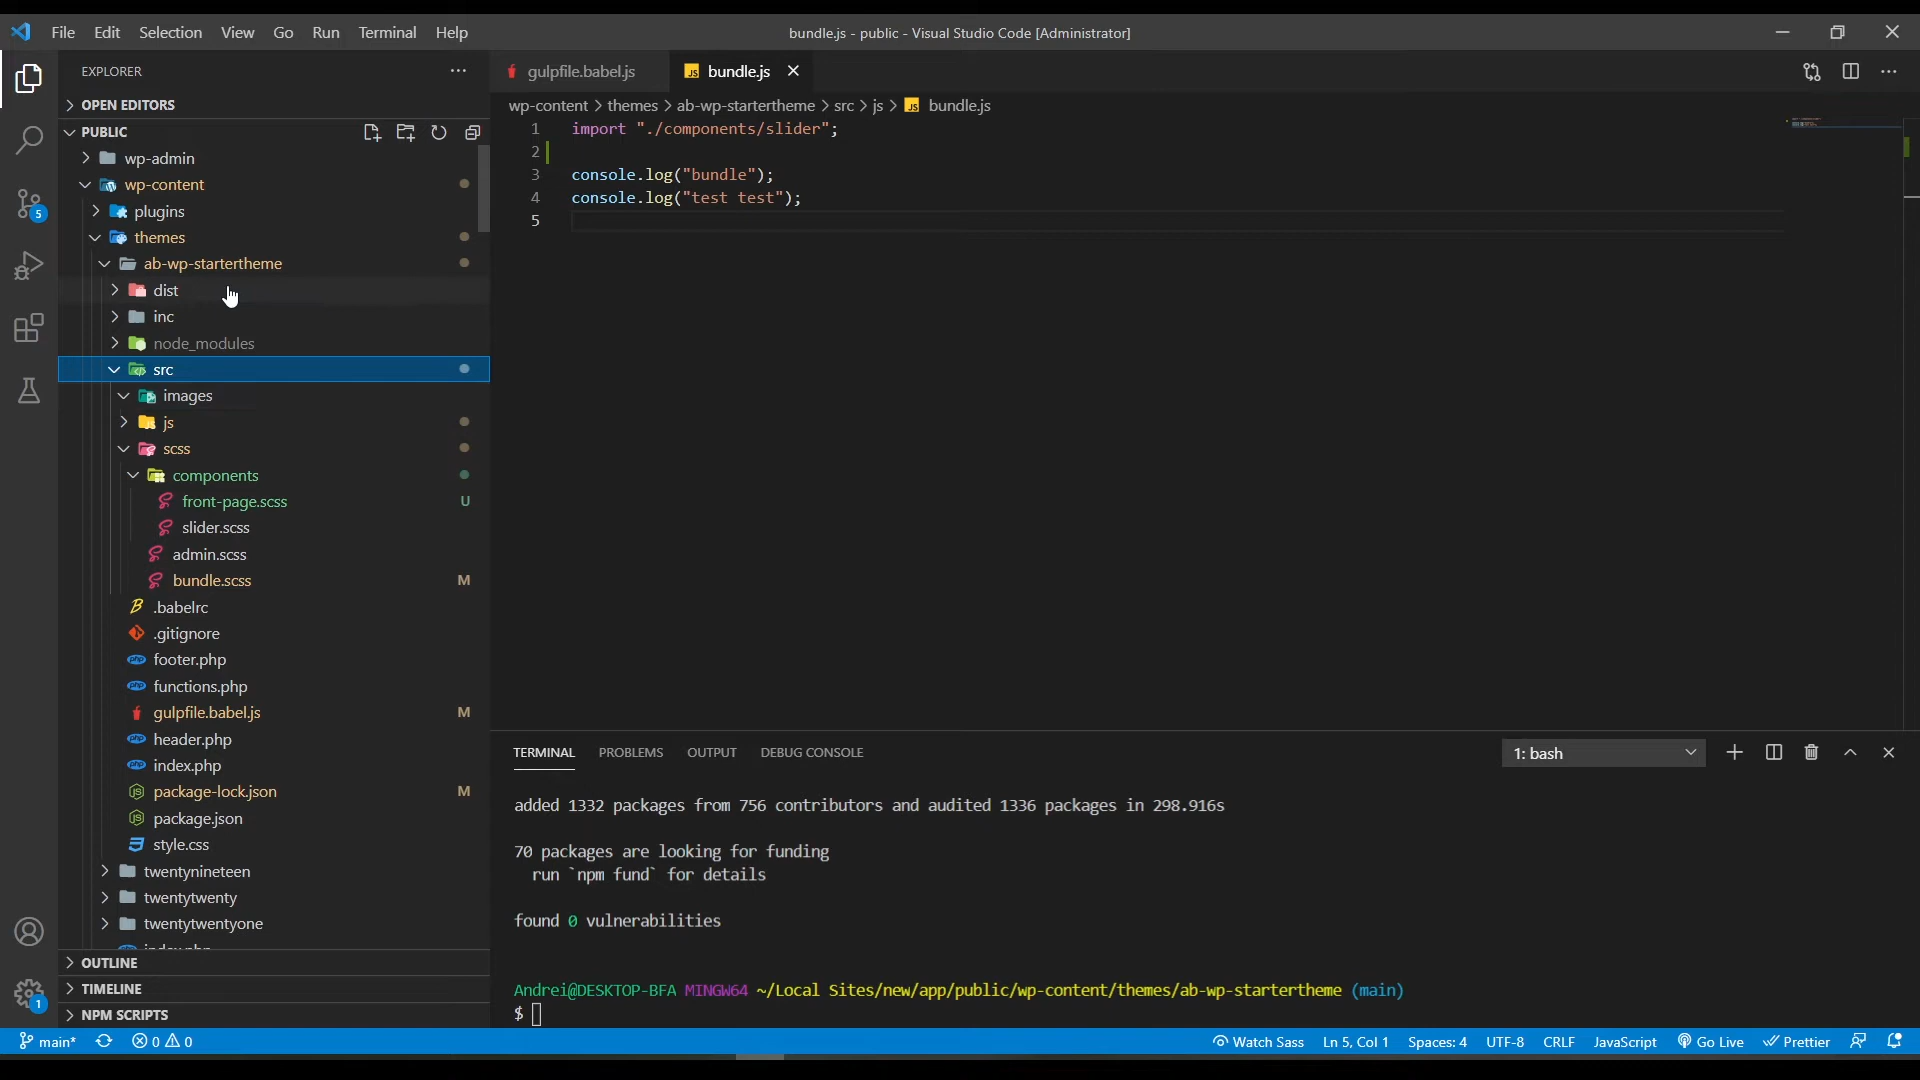 File Edit Selection View Go Run Terminal Help
bundle.js - public - Visual Studio Code [Administrator]
EXPLORER
OPEN EDITORS
PUBLIC
wp-admin
wp-content
plugins
themes
ab-wp-startertheme
dist
inc
node_modules
src
images
js
scss
components
front-page.scss U
slider.scss
admin.scss
bundle.scss M
.babelrc
.gitignore
footer.php
functions.php
gulpfile.babel.js M
header.php
index.php
package-lock.json M
package.json
style.css
twentynineteen
twentytwenty
twentytwentyone
index.php
OUTLINE
TIMELINE
NPM SCRIPTS
5
1
gulpfile.babel.js
JS bundle.js
wp-content > themes > ab-wp-startertheme > src > js > JS bundle.js
1 import "./components/slider";
2
3 console.log("bundle");
4 console.log("test test");
5
TERMINAL PROBLEMS OUTPUT DEBUG CONSOLE
1: bash
added 1332 packages from 756 contributors and audited 1336 packages in 298.916s
70 packages are looking for funding
run `npm fund` for details
found 0 vulnerabilities
Andrei@DESKTOP-BFA MINGW64 ~/Local Sites/new/app/public/wp-content/themes/ab-wp-startertheme (main)
$
main* 0 0
Watch Sass Ln 5, Col 1 Spaces: 4 UTF-8 CRLF JavaScript Go Live Prettier